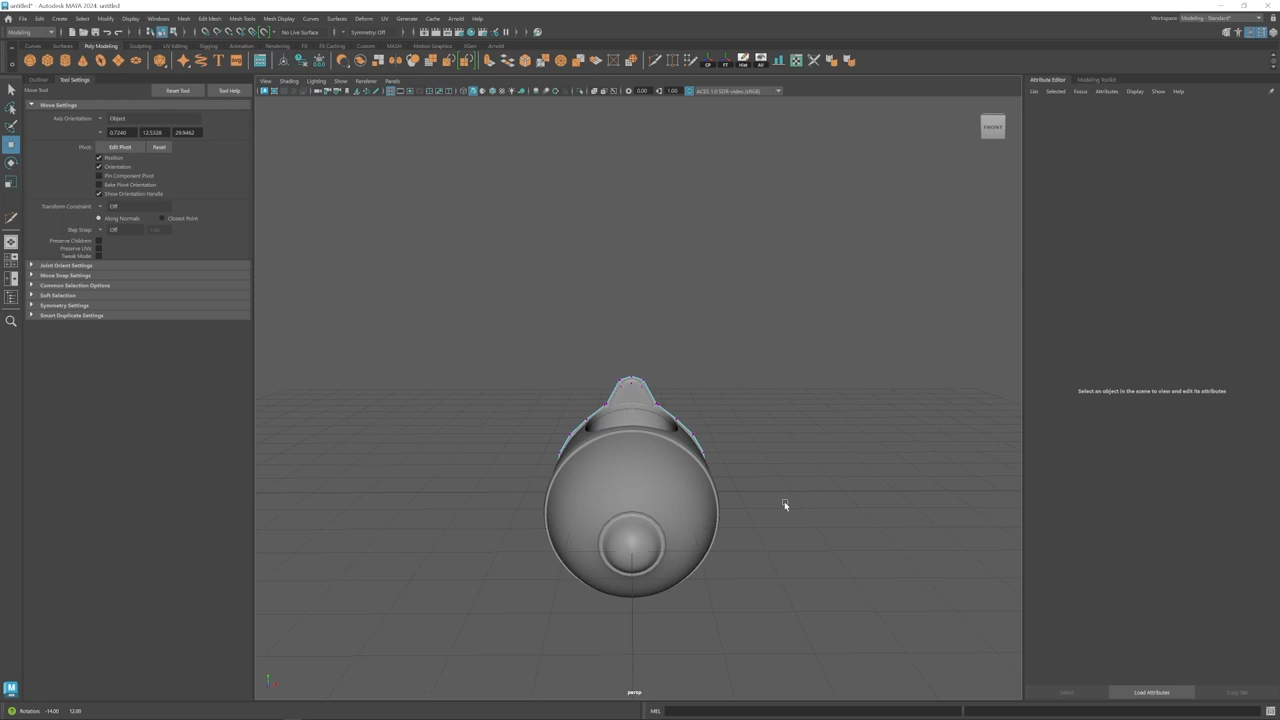 untitled* - Autodesk MAYA 2024: untitled
File Edit Create Select Modify Display Windows Mesh Edit Mesh Mesh Tools Mesh Display Curves Surfaces Deform UV Generate Cache Arnold Help
Workspace: Modeling - Standard*
Modeling No Live Surface Symmetry: Off
Curves Surfaces Poly Modeling Sculpting UV Editing Rigging Animation Rendering FX FX Caching Custom MASH Motion Graphics XGen Arnold
CP FT Hist All
Outliner Tool Settings
View Shading Lighting Show Renderer Panels
Attribute Editor Modeling Toolkit
Move Tool Reset Tool Tool Help
0.00 1.00 ACES 1.0 SDR-video (sRGB)
List Selected Focus Attributes Display Show Help
Move Settings
Axis Orientation: Object
0.7240 12.5328 29.9462
FRONT
Pivot: Edit Pivot Reset
Position
Orientation
Pin Component Pivot
Bake Pivot Orientation
Show Orientation Handle
Transform Constraint: Off
Along Normals Closest Point
Step Snap: Off 1.00
Preserve Children:
Preserve UVs:
Tweak Mode:
Joint Orient Settings
Move Snap Settings
Common Selection Options
Soft Selection
Symmetry Settings
Smart Duplicate Settings
Select an object in the scene to view and edit its attributes
persp
Select Load Attributes Copy Tab
Rotation: -14.00 12.00
MEL